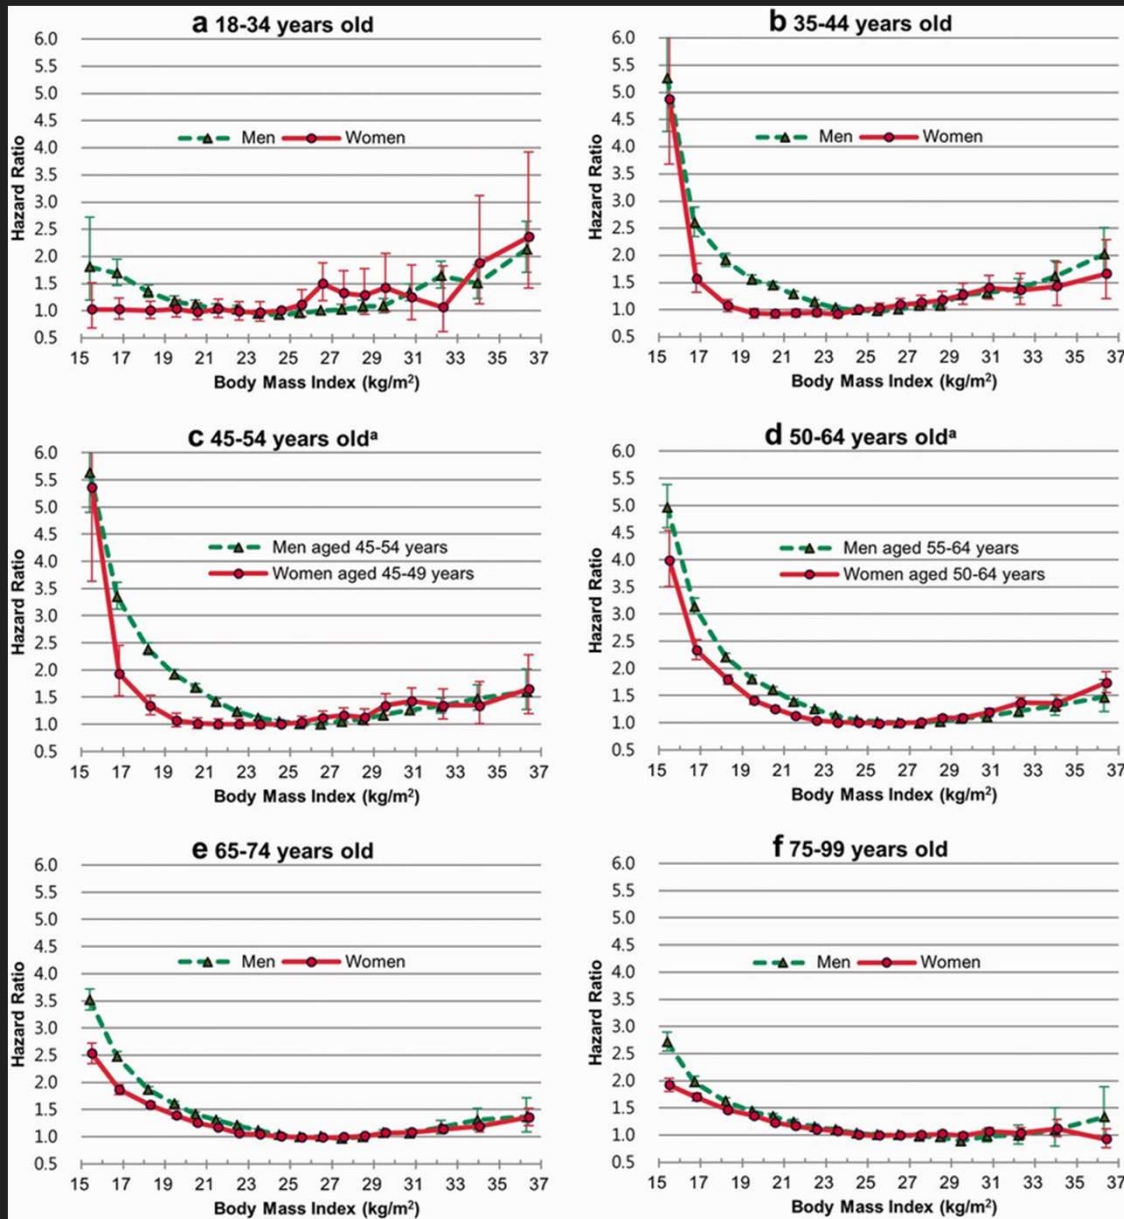 a 18-34 years old
6.0
5.5
5.0
4.5
4.0
3.5
3.0
2.5
2.0
1.5
1.0
0.5
Hazard Ratio
Men Women
15 17 19 21 23 25 27 29 31 33 35 37
Body Mass Index (kg/m²)
b 35-44 years old
6.0
5.5
5.0
4.5
4.0
3.5
3.0
2.5
2.0
1.5
1.0
0.5
Hazard Ratio
Men Women
15 17 19 21 23 25 27 29 31 33 35 37
Body Mass Index (kg/m²)
c 45-54 years oldᵃ
6.0
5.5
5.0
4.5
4.0
3.5
3.0
2.5
2.0
1.5
1.0
0.5
Hazard Ratio
Men aged 45-54 years
Women aged 45-49 years
15 17 19 21 23 25 27 29 31 33 35 37
Body Mass Index (kg/m²)
d 50-64 years oldᵃ
6.0
5.5
5.0
4.5
4.0
3.5
3.0
2.5
2.0
1.5
1.0
0.5
Hazard Ratio
Men aged 55-64 years
Women aged 50-64 years
15 17 19 21 23 25 27 29 31 33 35 37
Body Mass Index (kg/m²)
e 65-74 years old
6.0
5.5
5.0
4.5
4.0
3.5
3.0
2.5
2.0
1.5
1.0
0.5
Hazard Ratio
Men Women
15 17 19 21 23 25 27 29 31 33 35 37
Body Mass Index (kg/m²)
f 75-99 years old
6.0
5.5
5.0
4.5
4.0
3.5
3.0
2.5
2.0
1.5
1.0
0.5
Hazard Ratio
Men Women
15 17 19 21 23 25 27 29 31 33 35 37
Body Mass Index (kg/m²)